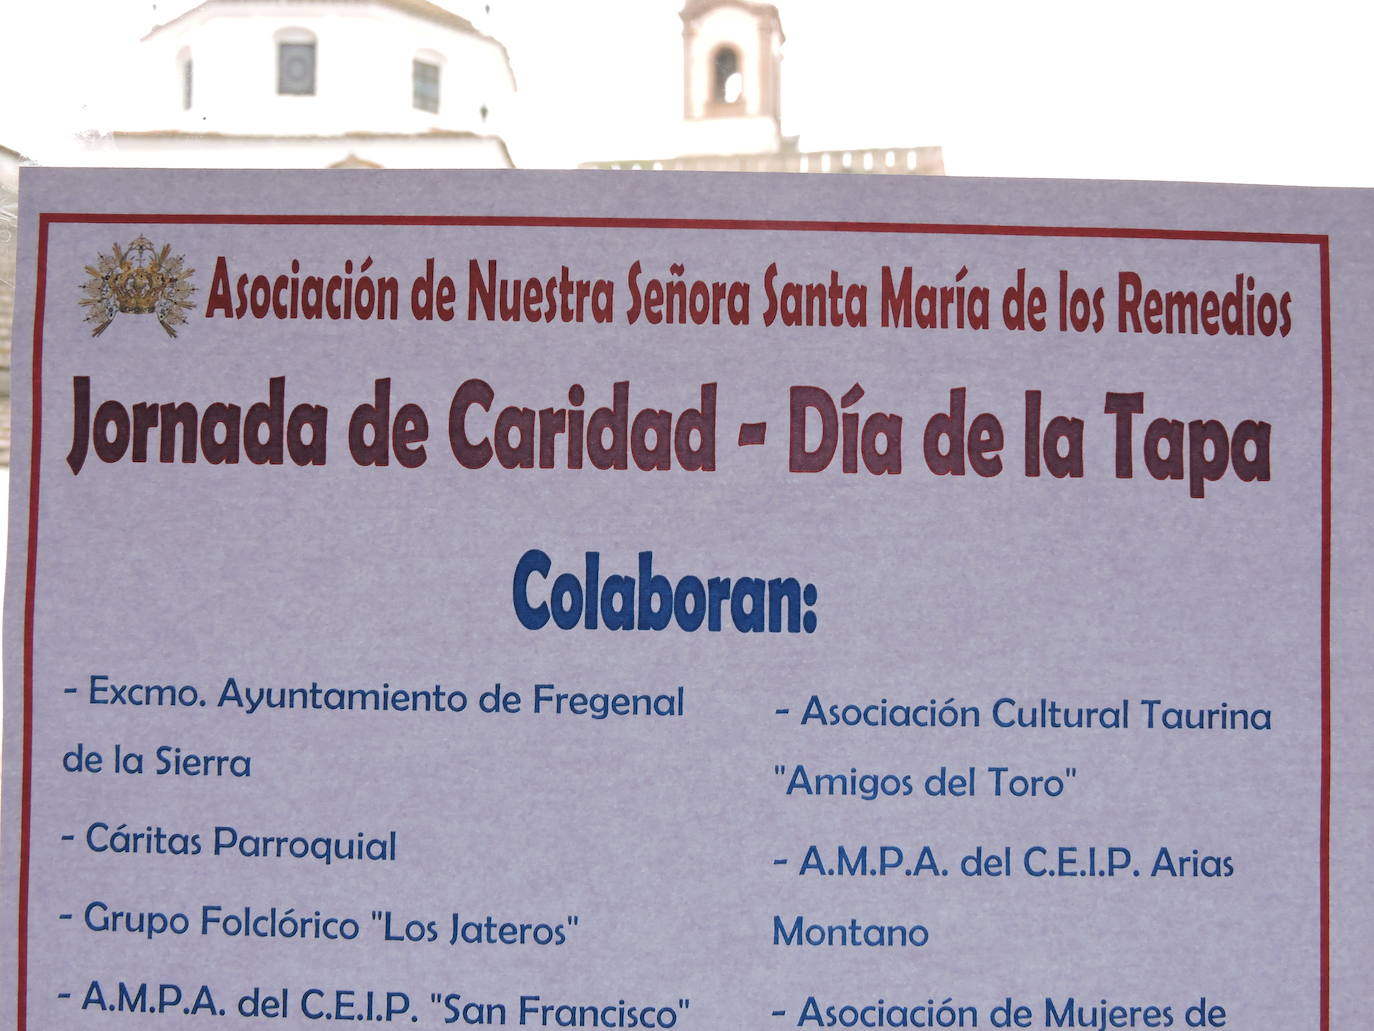 Asociación de Nuestra Señora Santa María de los Remedios
Jornada de Caridad - Día de la Tapa
Colaboran:
- Excmo. Ayuntamiento de Fregenal
de la Sierra
- Cáritas Parroquial
- Grupo Folclórico "Los Jateros"
- A.M.P.A. del C.E.I.P. "San Francisco"
- Asociación Cultural Taurina
"Amigos del Toro"
- A.M.P.A. del C.E.I.P. Arias
Montano
- Asociación de Mujeres de